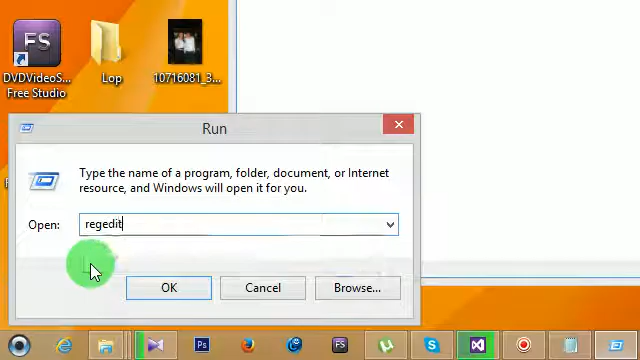 FS
DVDVideoS...
Free Studio
Lop
10716081_3...
Run
Type the name of a program, folder, document, or Internet
resource, and Windows will open it for you.
Open: regedit
OK Cancel Browse...
Ps
FS